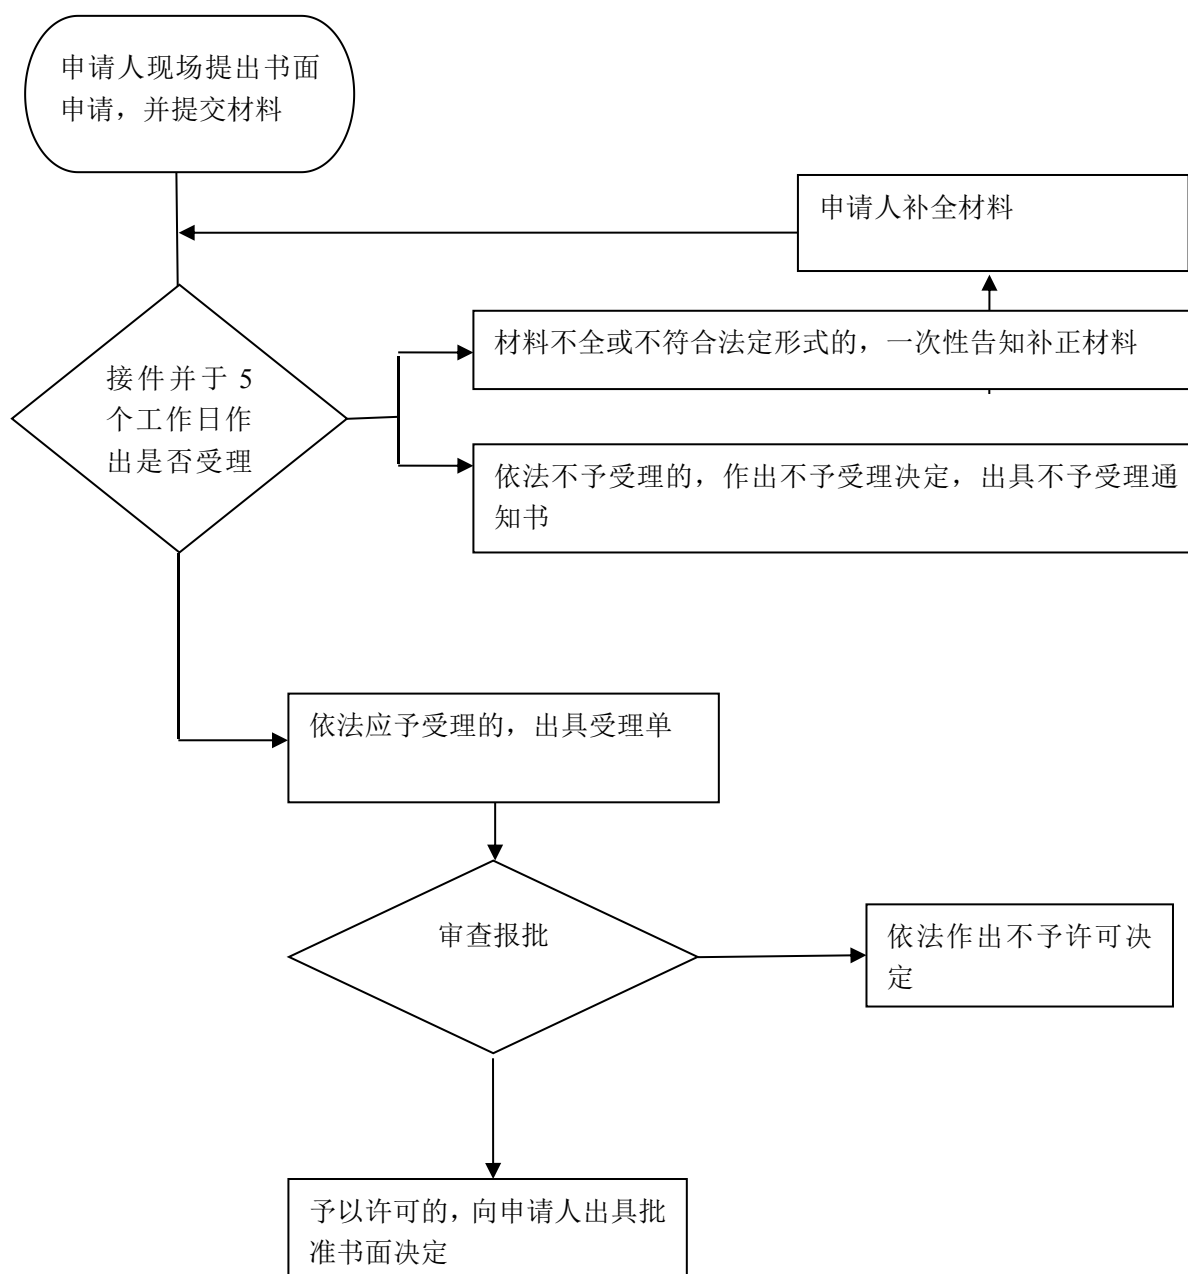 申请人现场提出书面
申请，并提交材料
申请人补全材料
材料不全或不符合法定形式的，一次性告知补正材料
接件并于 5
个工作日作
出是否受理
依法不予受理的，作出不予受理决定，出具不予受理通
知书
依法应予受理的，出具受理单
审查报批
依法作出不予许可决
定
予以许可的，向申请人出具批
准书面决定